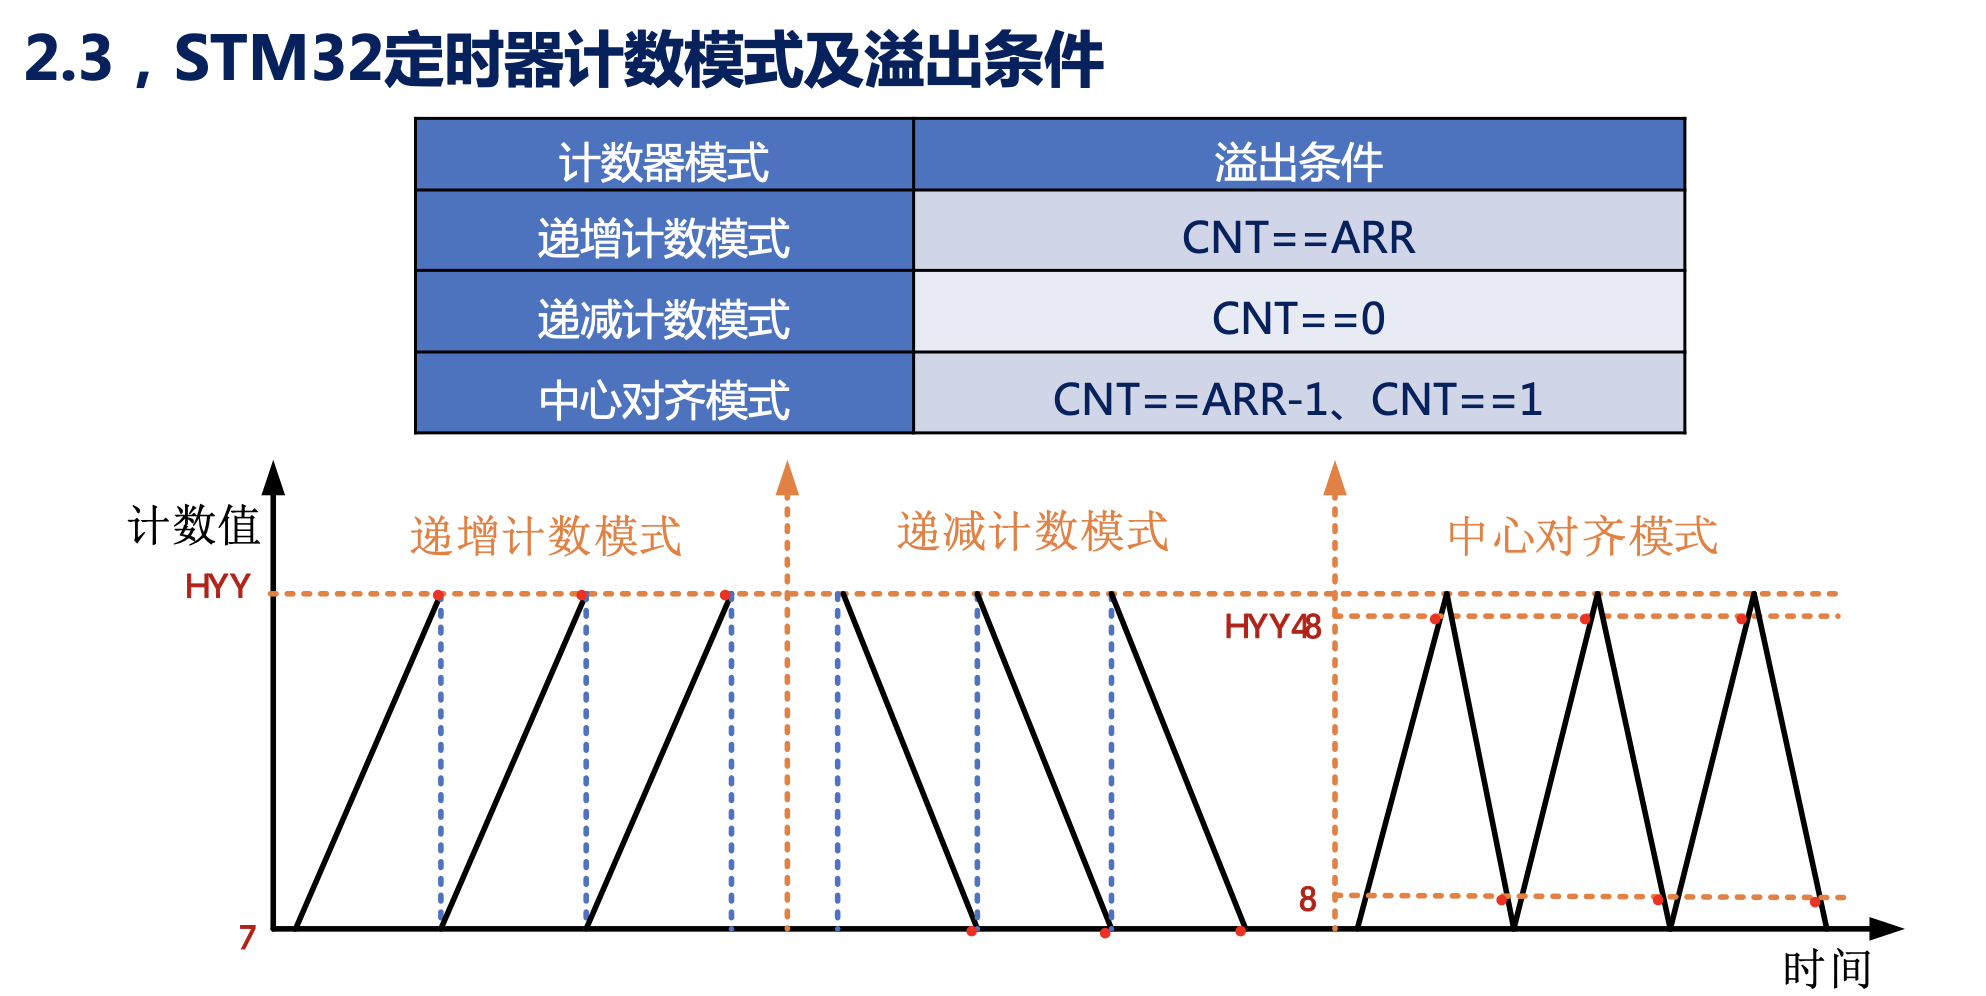 2.3，STM32定时器计数模式及溢出条件
计数器模式 溢出条件
递增计数模式 CNT==ARR
递减计数模式 CNT==0
中心对齐模式 CNT==ARR-1、CNT==1
计数值
递增计数模式
递减计数模式
中心对齐模式
HYY
HYY48
8
7
时间